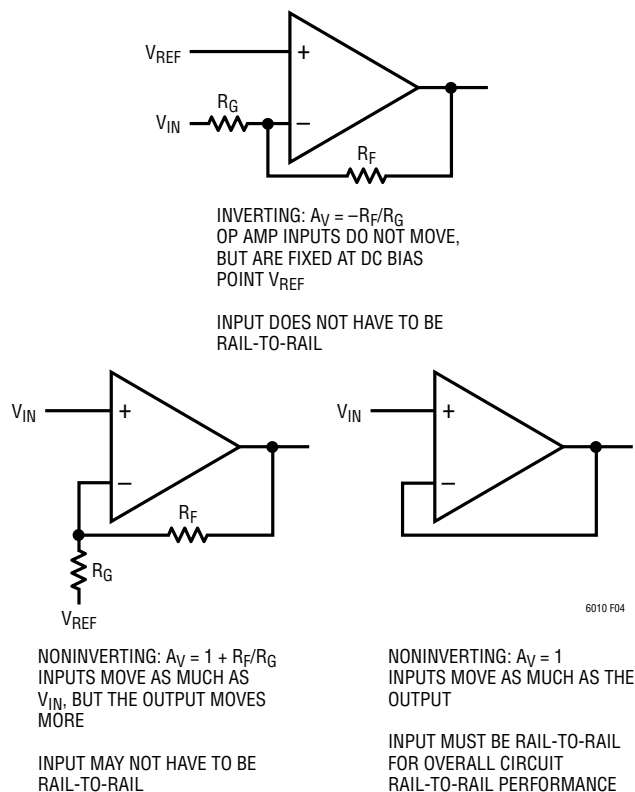 VREF
+
RG
VIN
−
RF
INVERTING: AV = −RF/RG
OP AMP INPUTS DO NOT MOVE,
BUT ARE FIXED AT DC BIAS
POINT VREF
INPUT DOES NOT HAVE TO BE
RAIL-TO-RAIL
VIN
+
−
RF
RG
VREF
NONINVERTING: AV = 1 + RF/RG
INPUTS MOVE AS MUCH AS
VIN, BUT THE OUTPUT MOVES
MORE
INPUT MAY NOT HAVE TO BE
RAIL-TO-RAIL
VIN
+
−
6010 F04
NONINVERTING: AV = 1
INPUTS MOVE AS MUCH AS THE
OUTPUT
INPUT MUST BE RAIL-TO-RAIL
FOR OVERALL CIRCUIT
RAIL-TO-RAIL PERFORMANCE